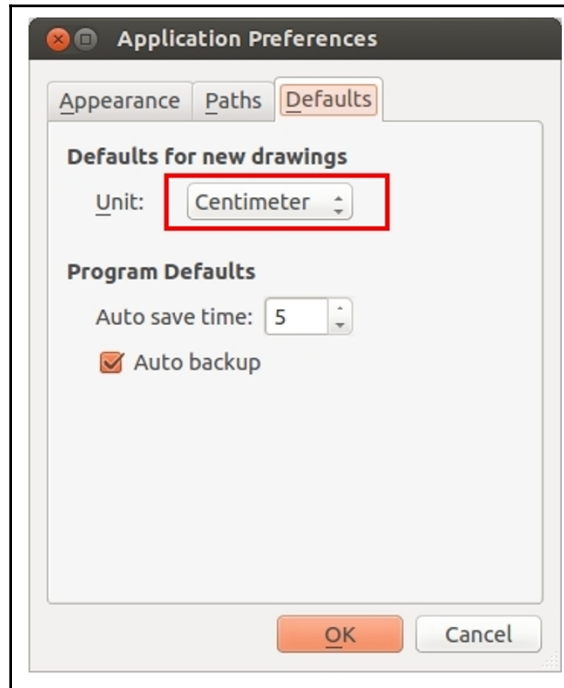 Application Preferences
Appearance Paths Defaults
Defaults for new drawings
Unit: Centimeter
Program Defaults
Auto save time: 5
Auto backup
OK Cancel